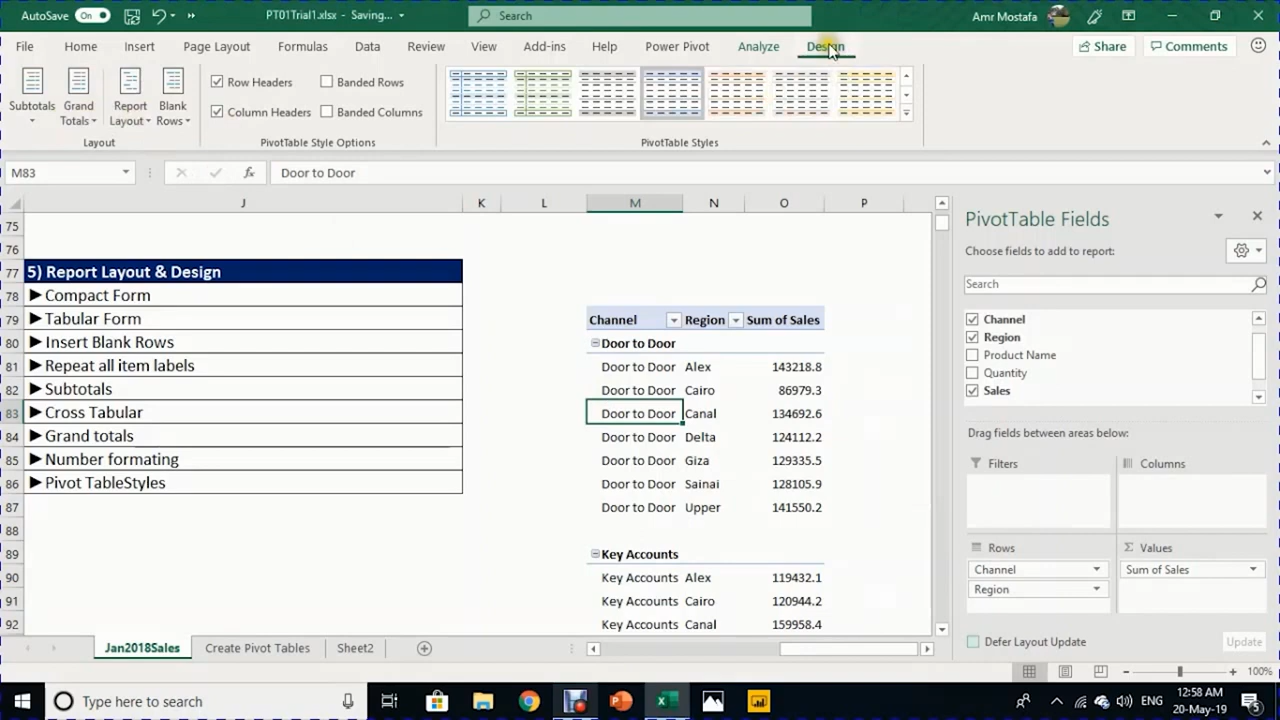 AutoSave On PT01Trial1.xlsx - Saving... Search Amr Mostafa
File Home Insert Page Layout Formulas Data Review View Add-ins Help Power Pivot Analyze Design Share Comments
Subtotals Grand Totals Report Layout Blank Rows
Row Headers Banded Rows
Column Headers Banded Columns
Layout PivotTable Style Options PivotTable Styles
M83 fx Door to Door
J K L M N O P
75
76
77 5) Report Layout & Design
78 ►Compact Form
79 ►Tabular Form Channel Region Sum of Sales
80 ►Insert Blank Rows Door to Door
81 ►Repeat all item labels Door to Door Alex 143218.8
82 ►Subtotals Door to Door Cairo 86979.3
83 ►Cross Tabular Door to Door Canal 134692.6
84 ►Grand totals Door to Door Delta 124112.2
85 ►Number formating Door to Door Giza 129335.5
86 ►Pivot TableStyles Door to Door Sainai 128105.9
87 Door to Door Upper 141550.2
88
89 Key Accounts
90 Key Accounts Alex 119432.1
91 Key Accounts Cairo 120944.2
92 Key Accounts Canal 159958.4
PivotTable Fields
Choose fields to add to report:
Search
Channel
Region
Product Name
Quantity
Sales
Drag fields between areas below:
Filters Columns
Rows Σ Values
Channel Sum of Sales
Region
Defer Layout Update Update
Jan2018Sales Create Pivot Tables Sheet2
100%
Type here to search ENG 12:58 AM
20-May-19 5